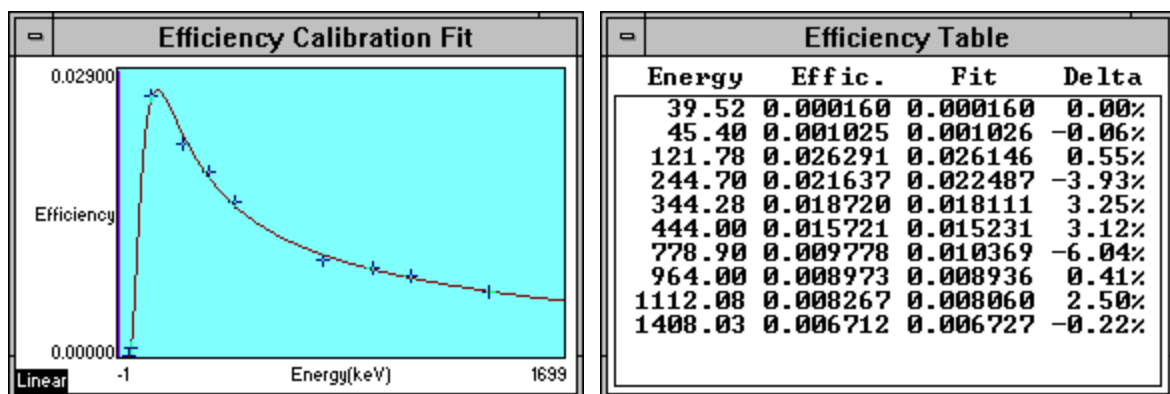 Efficiency Calibration Fit
0.02900
Efficiency
0.00000
Linear
-1 Energy(keV) 1699
Efficiency Table
Energy Effic. Fit Delta
39.52 0.000160 0.000160 0.00%
45.40 0.001025 0.001026 -0.06%
121.78 0.026291 0.026146 0.55%
244.70 0.021637 0.022487 -3.93%
344.28 0.018720 0.018111 3.25%
444.00 0.015721 0.015231 3.12%
778.90 0.009778 0.010369 -6.04%
964.00 0.008973 0.008936 0.41%
1112.08 0.008267 0.008060 2.50%
1408.03 0.006712 0.006727 -0.22%